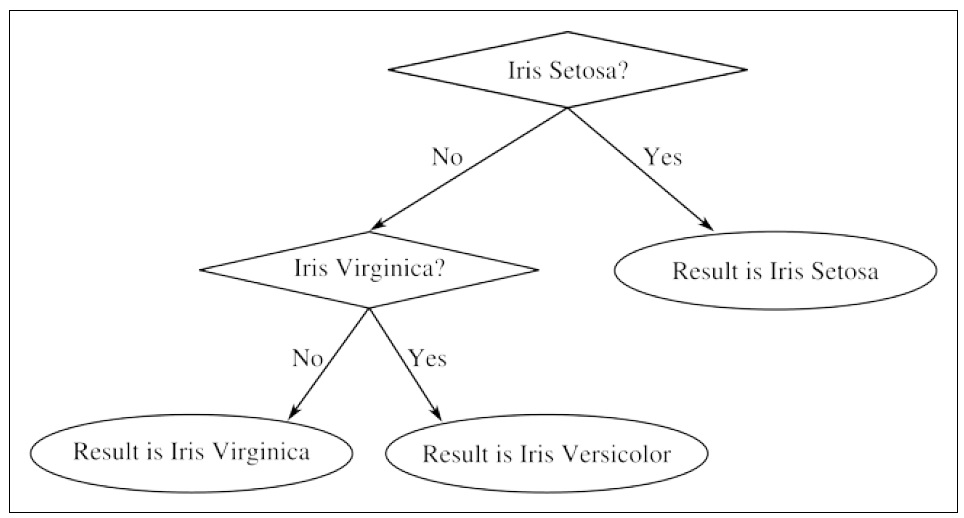 Iris Setosa?
No
Yes
Iris Virginica?
Result is Iris Setosa
No
Yes
Result is Iris Virginica
Result is Iris Versicolor